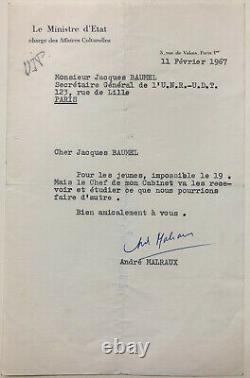 Le Ministre d'Etat
chargé des Affaires Culturelles
3, rue de Valois, Paris 1er
11 Février 1967
Monsieur Jacques BAUMEL
Secrétaire Général de l'U.N.R.-U.D.T.
123, rue de Lille
PARIS
Cher Jacques BAUMEL
Pour les jeunes, impossible le 19 .
Mais le Chef de mon Cabinet va les rece-
voir et étudier ce que nous pourrions
faire d'autre .
Bien amicalement à vous .
André Malraux
André MALRAUX